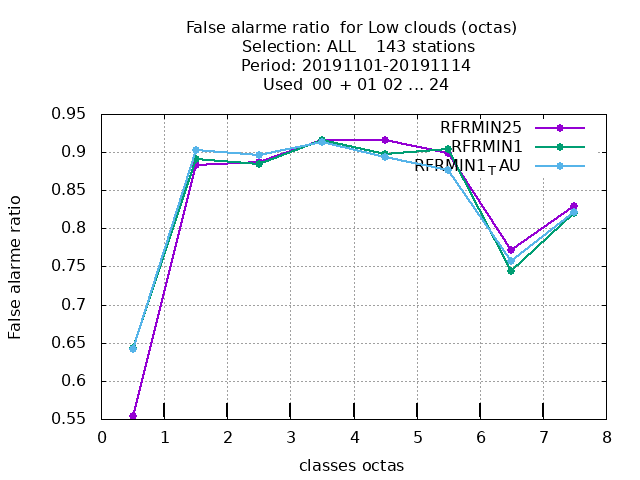 False alarme ratio  for Low clouds (octas)
Selection: ALL    143 stations
Period: 20191101-20191114
Used  00  + 01 02 ... 24
0.95
0.9
0.85
0.8
0.75
0.7
0.65
0.6
0.55
False alarme ratio
RFRMIN25
RFRMIN1
RFRMIN1_TAU
0 1 2 3 4 5 6 7 8
classes octas